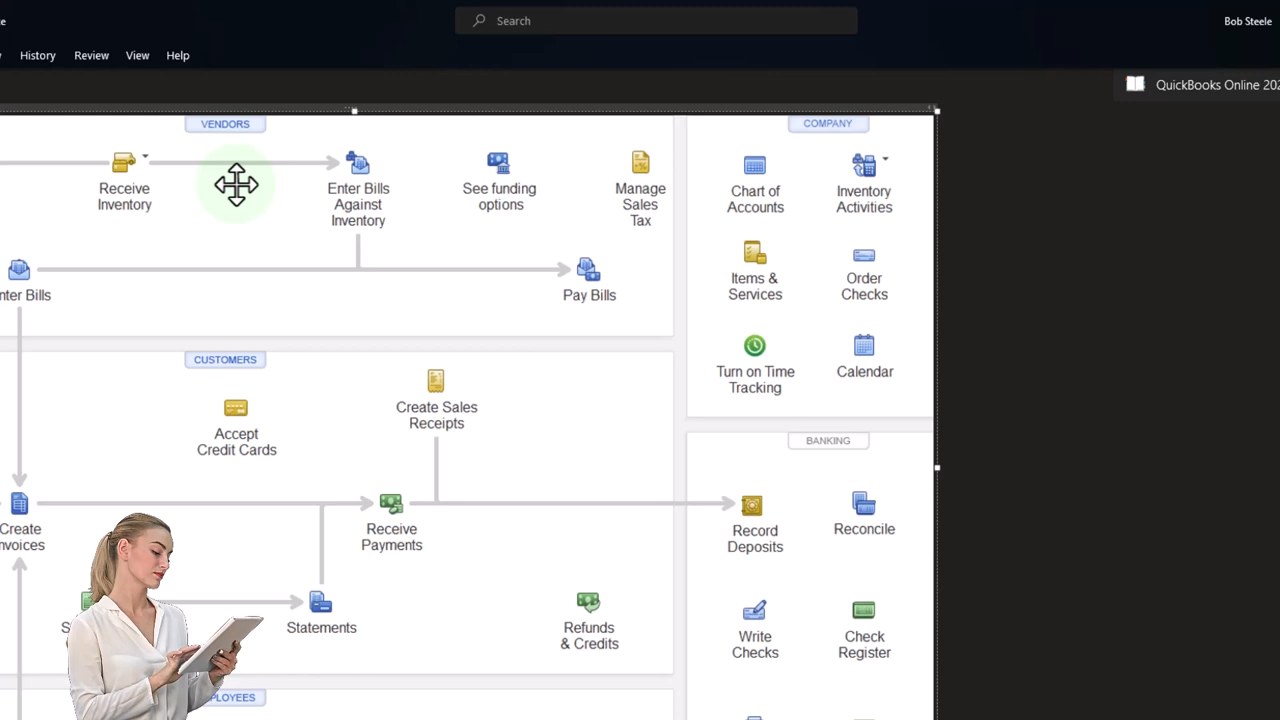 Search
Bob Steele
History
Review
View
Help
QuickBooks Online
VENDORS
COMPANY
Receive
Inventory
Enter Bills
Against
Inventory
See funding
options
Manage
Sales
Tax
Chart of
Accounts
Inventory
Activities
Bills
Pay Bills
Items &
Services
Order
Checks
Turn on Time
Tracking
Calendar
CUSTOMERS
Accept
Credit Cards
Create Sales
Receipts
BANKING
Create
Receive
Payments
Record
Deposits
Reconcile
Statements
Refunds
& Credits
Write
Checks
Check
Register